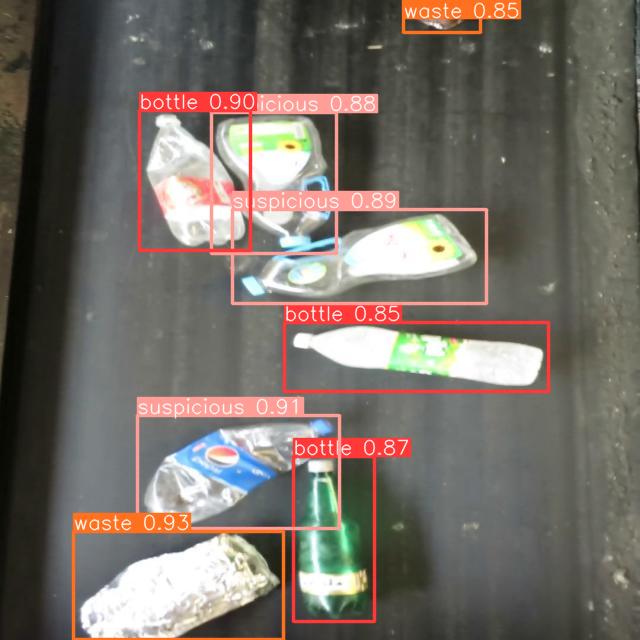 waste 0.85
bottle 0.90
icious 0.88
suspicious 0.89
bottle 0.85
suspicious 0.91
bottle 0.87
waste 0.93